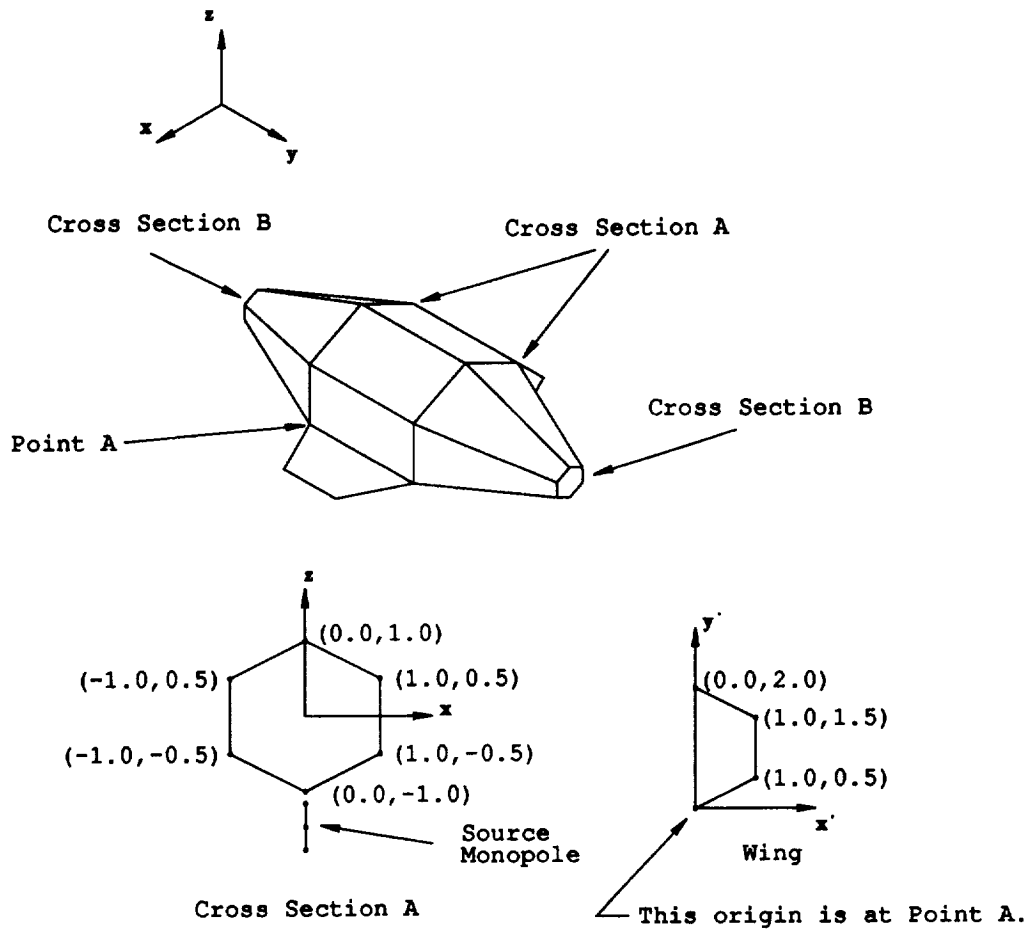 z
x
y
Cross Section B
Cross Section A
Cross Section B
Point A
z
(0.0,1.0)
(-1.0,0.5)
(1.0,0.5)
x
(-1.0,-0.5)
(1.0,-0.5)
(0.0,-1.0)
Source
Monopole
Cross Section A
y'
(0.0,2.0)
(1.0,1.5)
(1.0,0.5)
x'
Wing
This origin is at Point A.